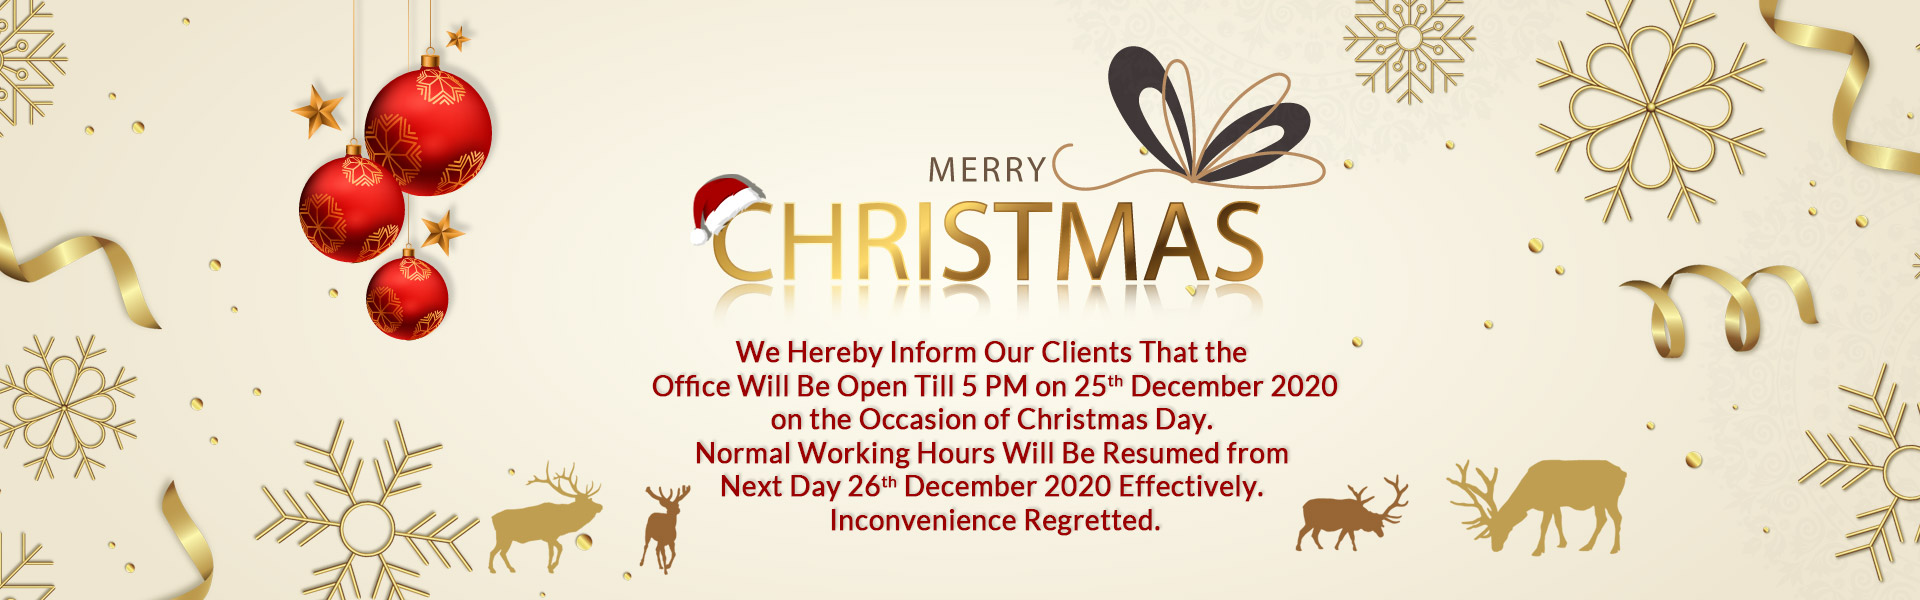 MERRY
CHRISTMAS
We Hereby Inform Our Clients That the
Office Will Be Open Till 5 PM on 25th December 2020
on the Occasion of Christmas Day.
Normal Working Hours Will Be Resumed from
Next Day 26th December 2020 Effectively.
Inconvenience Regretted.